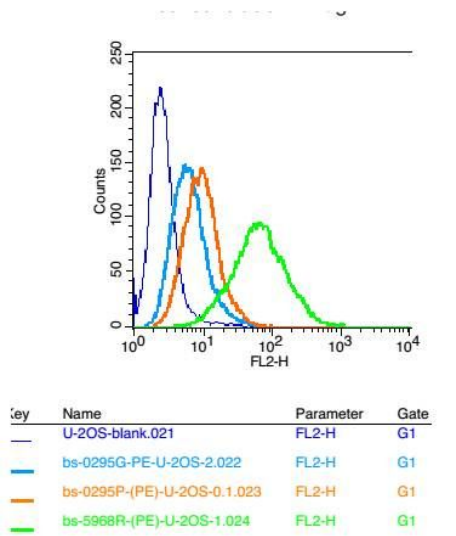 250
200
150
100
50
0
Counts
10^0 10^1 10^2 10^3 10^4
FL2-H
Name Parameter Gate
U-2OS-blank.021 FL2-H G1
bs-0295G-PE-U-2OS-2.022 FL2-H G1
bs-0295P-(PE)-U-2OS-0.1.023 FL2-H G1
bs-5968R-(PE)-U-2OS-1.024 FL2-H G1